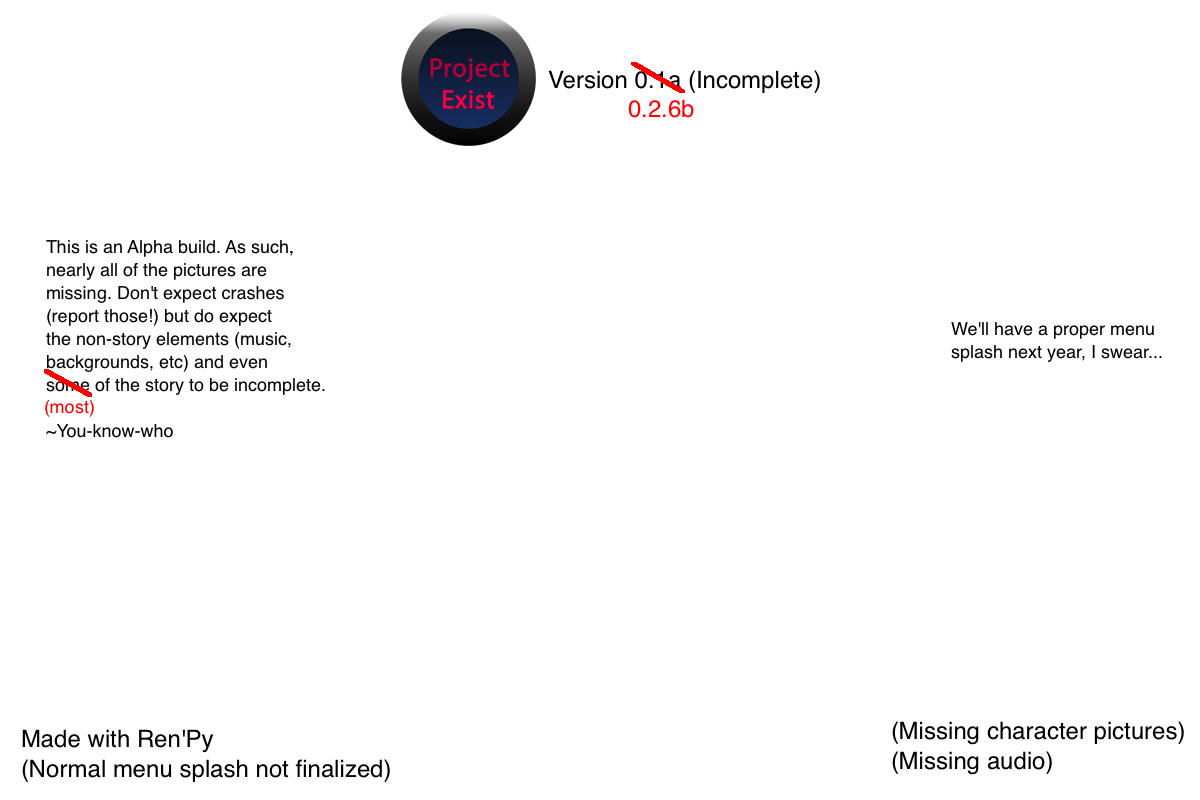 Project
Exist
Version 0.1a (Incomplete)
0.2.6b
This is an Alpha build. As such,
nearly all of the pictures are
missing. Don't expect crashes
(report those!) but do expect
the non-story elements (music,
backgrounds, etc) and even
some of the story to be incomplete.
(most)
~You-know-who
We'll have a proper menu
splash next year, I swear...
Made with Ren'Py
(Normal menu splash not finalized)
(Missing character pictures)
(Missing audio)